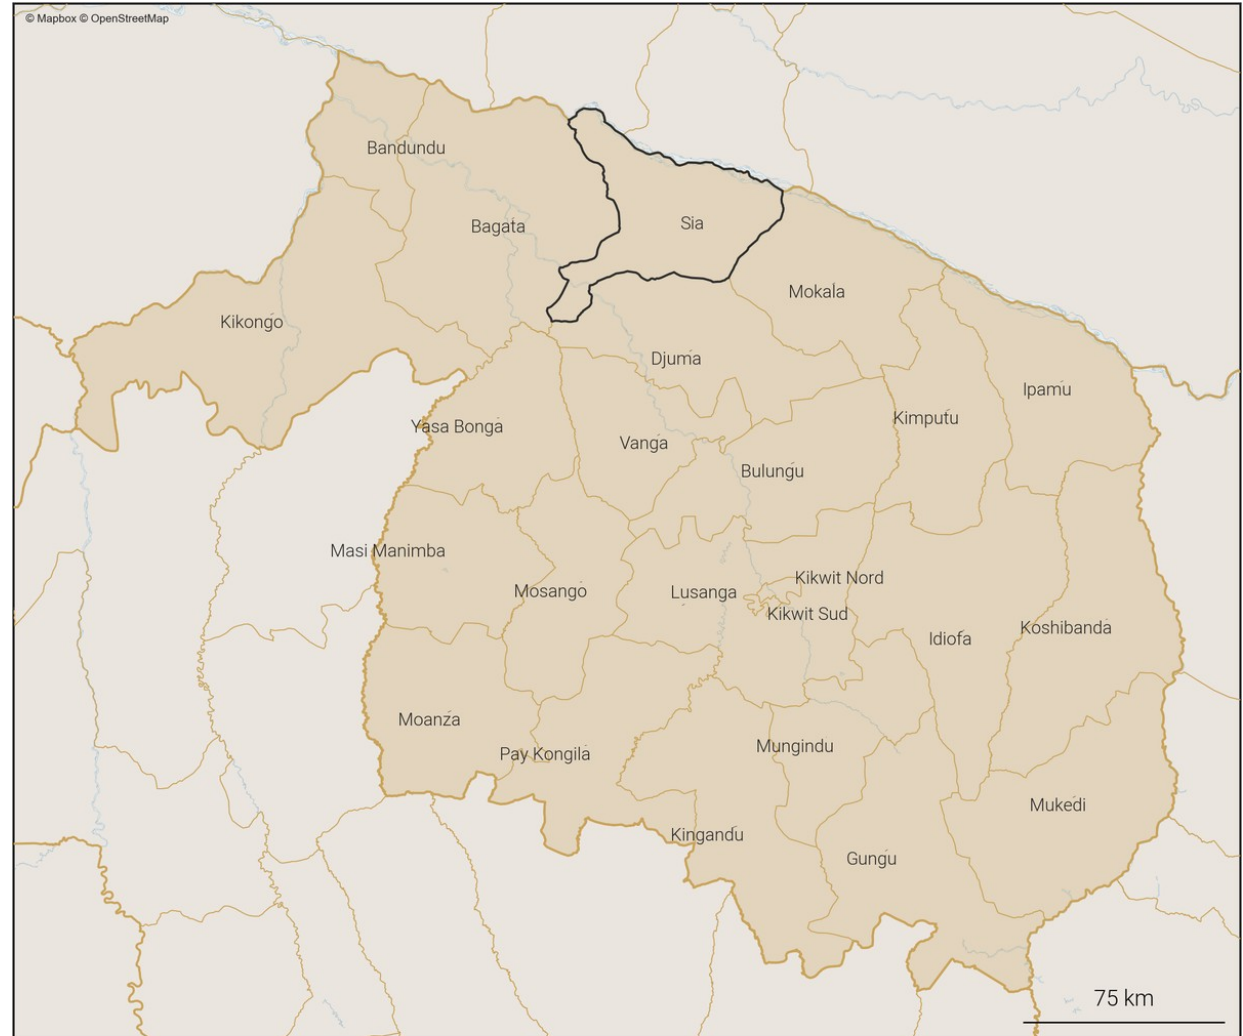 © Mapbox © OpenStreetMap
Bandundu
Bagata
Sia
Mokala
Kikongo
Djuma
Ipamu
Kimputu
Yasa Bonga
Vanga
Bulungu
Masi Manimba
Mosango
Lusanga
Kikwit Nord
Kikwit Sud
Koshibanda
Idiofa
Moanza
Pay Kongila
Mungindu
Mukedi
Kingandu
Gungu
75 km